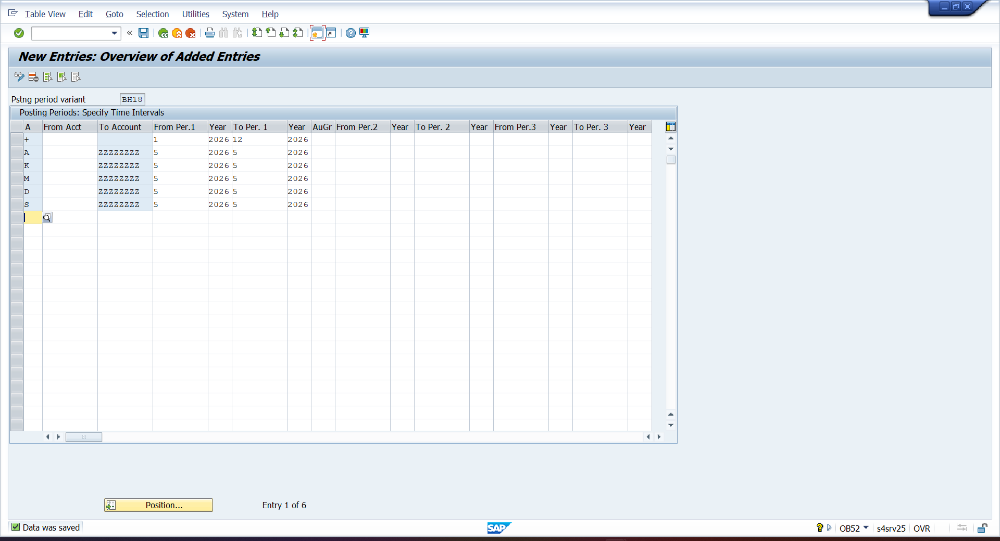 Table View Edit Goto Selection Utilities System Help
New Entries: Overview of Added Entries
Pstng period variant BH18
Posting Periods: Specify Time Intervals
A From Acct To Account From Per.1 Year To Per. 1 Year AuGr From Per.2 Year To Per. 2 Year From Per.3 Year To Per. 3 Year
+ 1 2026 12 2026
A ZZZZZZZZ 5 2026 5 2026
K ZZZZZZZZ 5 2026 5 2026
M ZZZZZZZZ 5 2026 5 2026
D ZZZZZZZZ 5 2026 5 2026
S ZZZZZZZZ 5 2026 5 2026
Position... Entry 1 of 6
Data was saved SAP OB52 s4srv25 OVR